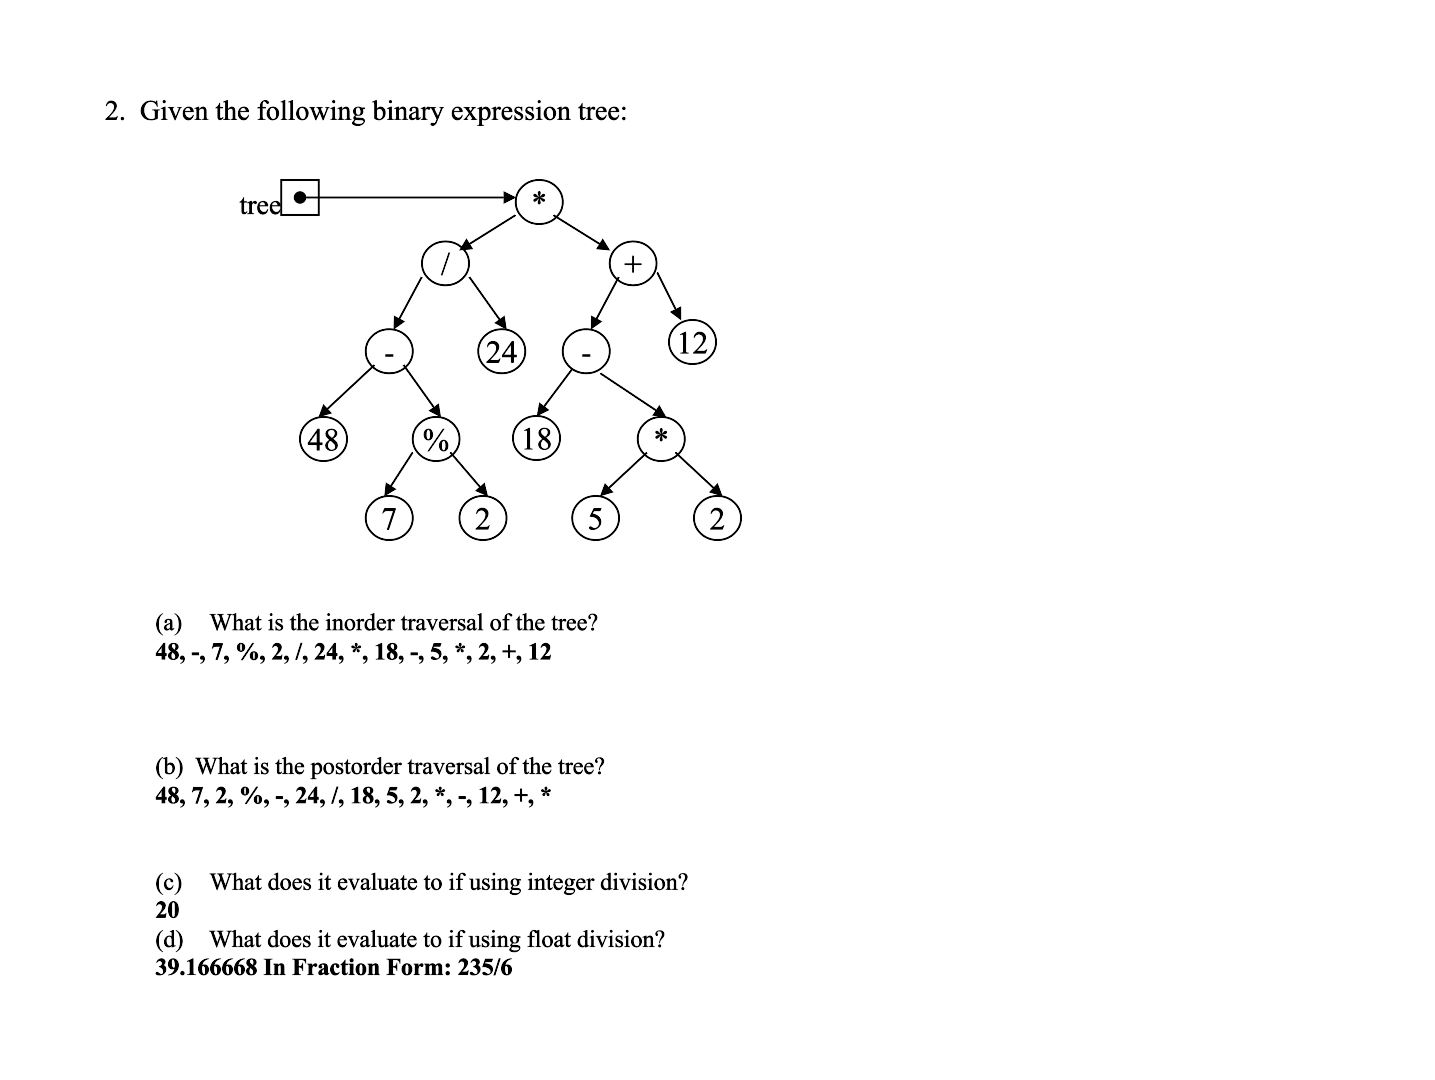 2. Given the following binary expression tree:
tree
*
/
+
-
24
-
12
48
%
18
*
7
2
5
2
(a) What is the inorder traversal of the tree?
48, -, 7, %, 2, /, 24, *, 18, -, 5, *, 2, +, 12
(b) What is the postorder traversal of the tree?
48, 7, 2, %, -, 24, /, 18, 5, 2, *, -, 12, +, *
(c) What does it evaluate to if using integer division?
20
(d) What does it evaluate to if using float division?
39.166668 In Fraction Form: 235/6